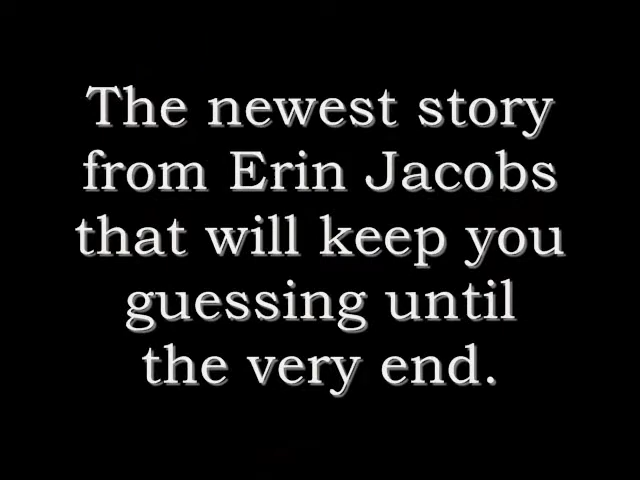 The newest story
from Erin Jacobs
that will keep you
guessing until
the very end.